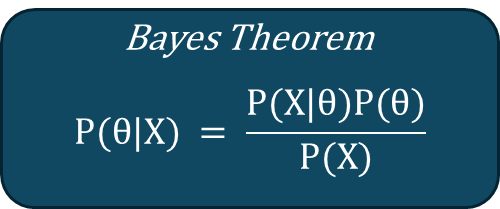 Bayes Theorem
P(θ|X) = P(X|θ)P(θ)
P(X)